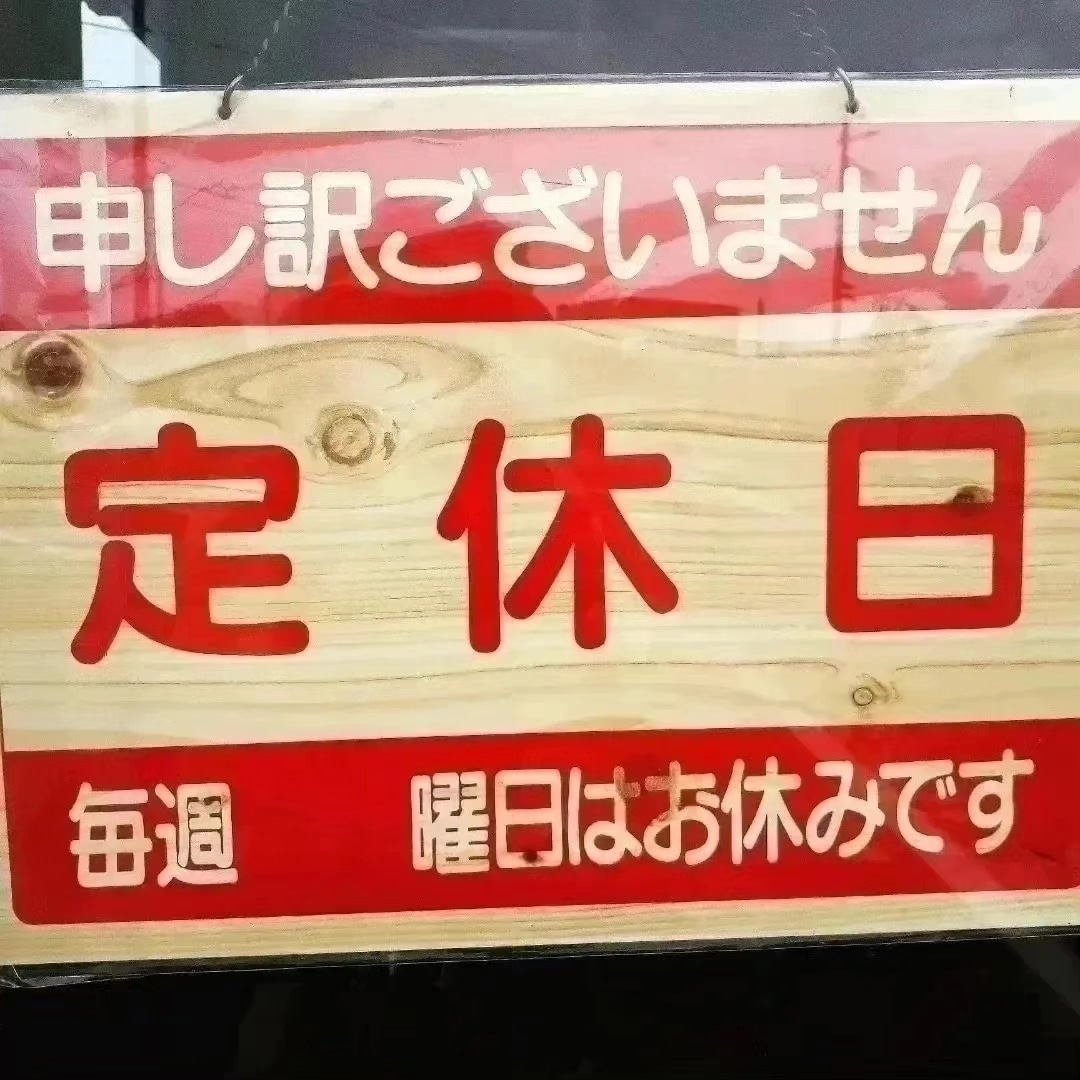 申し訳ございません
定休日
毎週　　曜日はお休みです